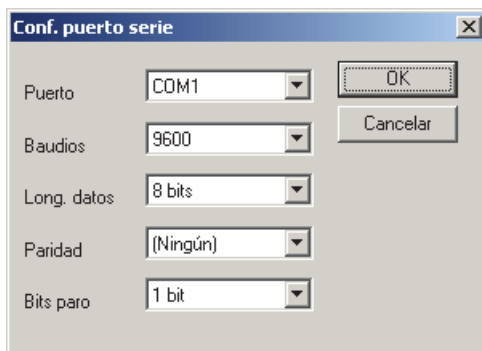 Conf. puerto serie
Puerto
COM1
OK
Baudios
9600
Cancelar
Long. datos
8 bits
Paridad
(Ningún)
Bits paro
1 bit